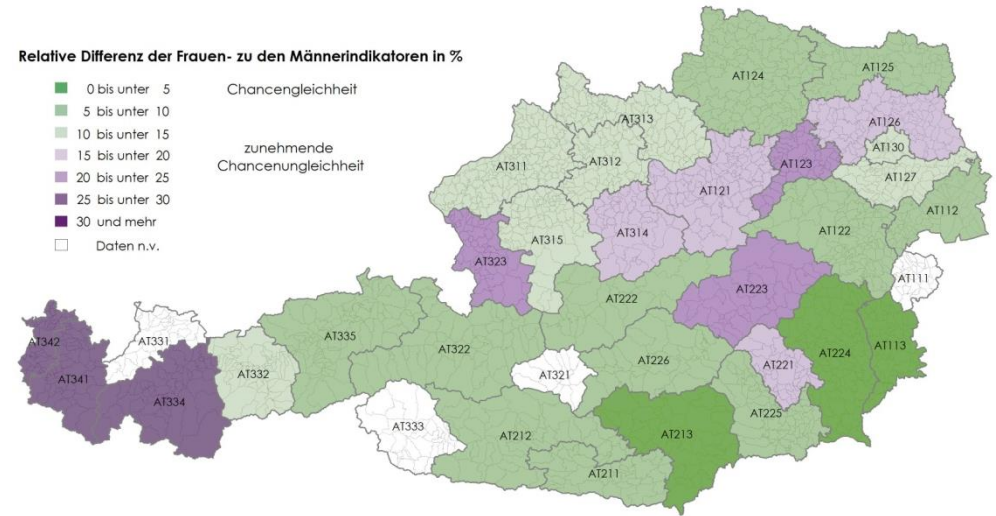 Relative Differenz der Frauen- zu den Männerindikatoren in %
0 bis unter 5
Chancengleichheit
5 bis unter 10
10 bis unter 15
zunehmende
Chancenungleichheit
15 bis unter 20
20 bis unter 25
25 bis unter 30
30 und mehr
Daten n.v.
AT124
AT125
AT313
AT126
AT130
AT312
AT311
AT123
AT127
AT121
AT112
AT314
AT122
AT315
AT323
AT111
AT223
AT222
AT335
AT342
AT331
AT322
AT224
AT113
AT226
AT221
AT332
AT321
AT341
AT334
AT225
AT333
AT212
AT213
AT211